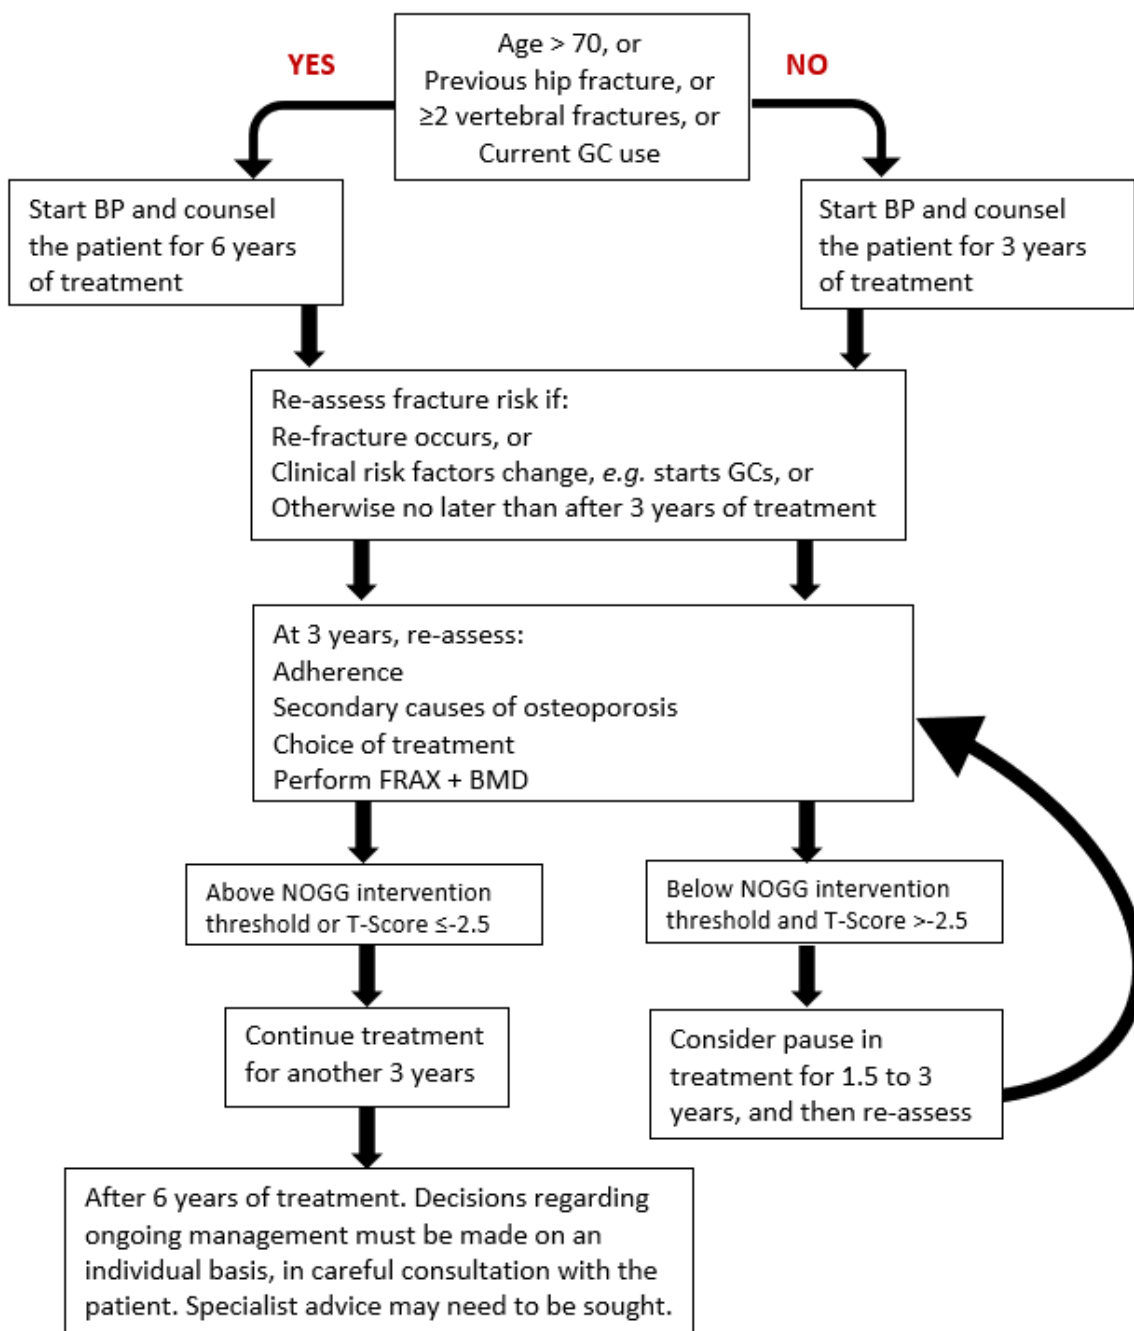 Age > 70, or
Previous hip fracture, or
≥2 vertebral fractures, or
Current GC use
YES
NO
Start BP and counsel
the patient for 6 years
of treatment
Start BP and counsel
the patient for 3 years
of treatment
Re-assess fracture risk if:
Re-fracture occurs, or
Clinical risk factors change, e.g. starts GCs, or
Otherwise no later than after 3 years of treatment
At 3 years, re-assess:
Adherence
Secondary causes of osteoporosis
Choice of treatment
Perform FRAX + BMD
Above NOGG intervention
threshold or T-Score ≤-2.5
Below NOGG intervention
threshold and T-Score >-2.5
Continue treatment
for another 3 years
Consider pause in
treatment for 1.5 to 3
years, and then re-assess
After 6 years of treatment. Decisions regarding
ongoing management must be made on an
individual basis, in careful consultation with the
patient. Specialist advice may need to be sought.